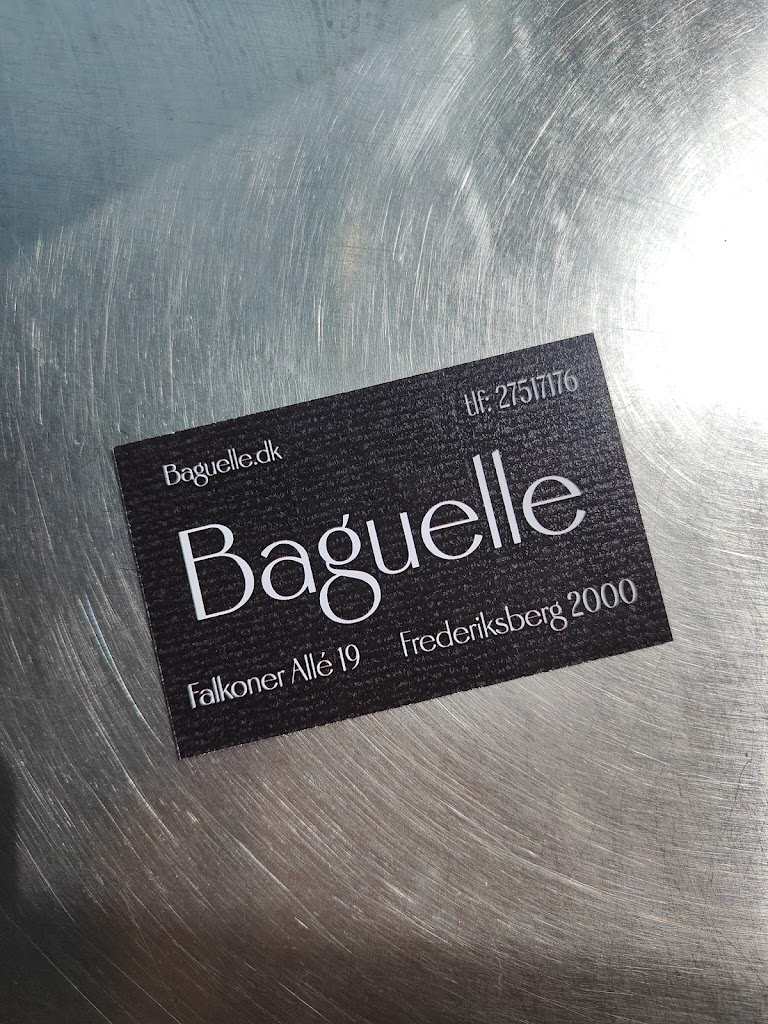 Baguelle.dk
tlf: 27517176
Baguelle
Falkoner Allé 19
Frederiksberg 2000